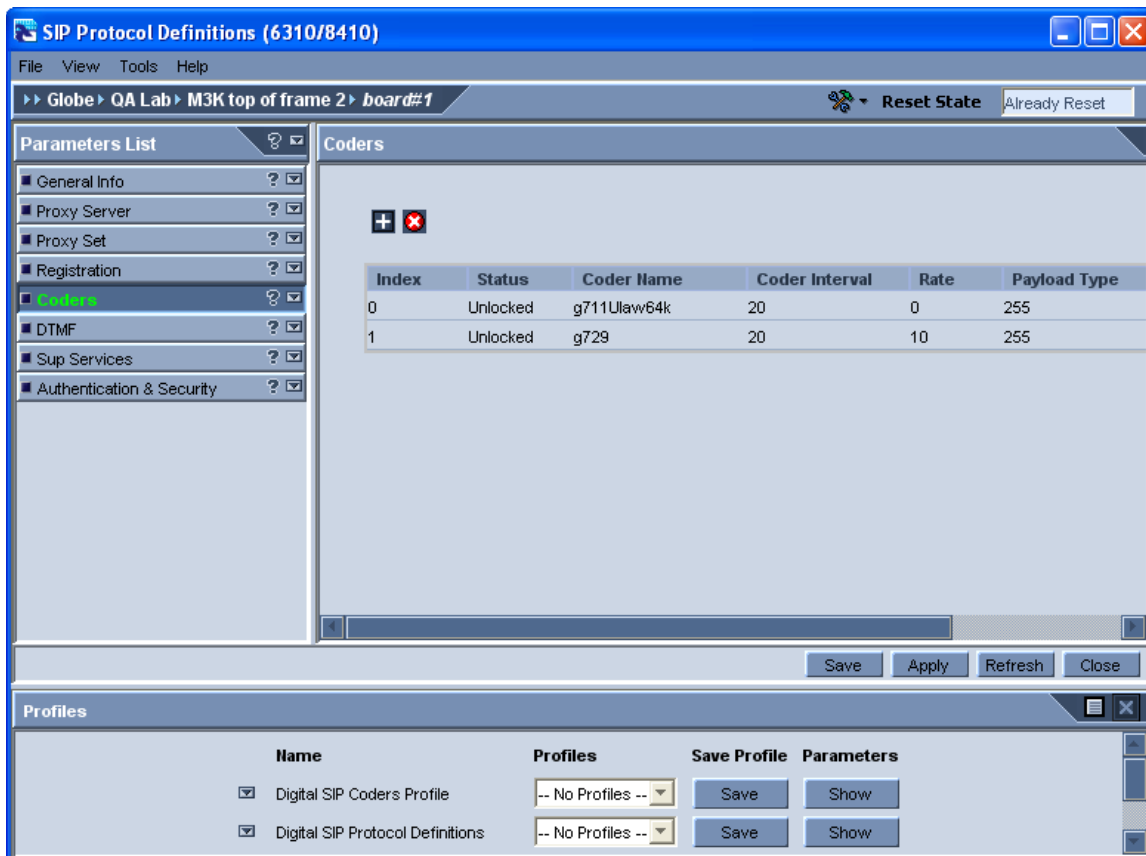 SIP Protocol Definitions (6310/8410)
File View Tools Help
Globe QA Lab M3K top of frame 2 board#1
Reset State Already Reset
Parameters List
General Info
Proxy Server
Proxy Set
Registration
Coders
DTMF
Sup Services
Authentication & Security
Coders
Index Status Coder Name Coder Interval Rate Payload Type
0 Unlocked g711Ulaw64k 20 0 255
1 Unlocked g729 20 10 255
Save Apply Refresh Close
Profiles
Name Profiles Save Profile Parameters
Digital SIP Coders Profile -- No Profiles -- Save Show
Digital SIP Protocol Definitions -- No Profiles -- Save Show